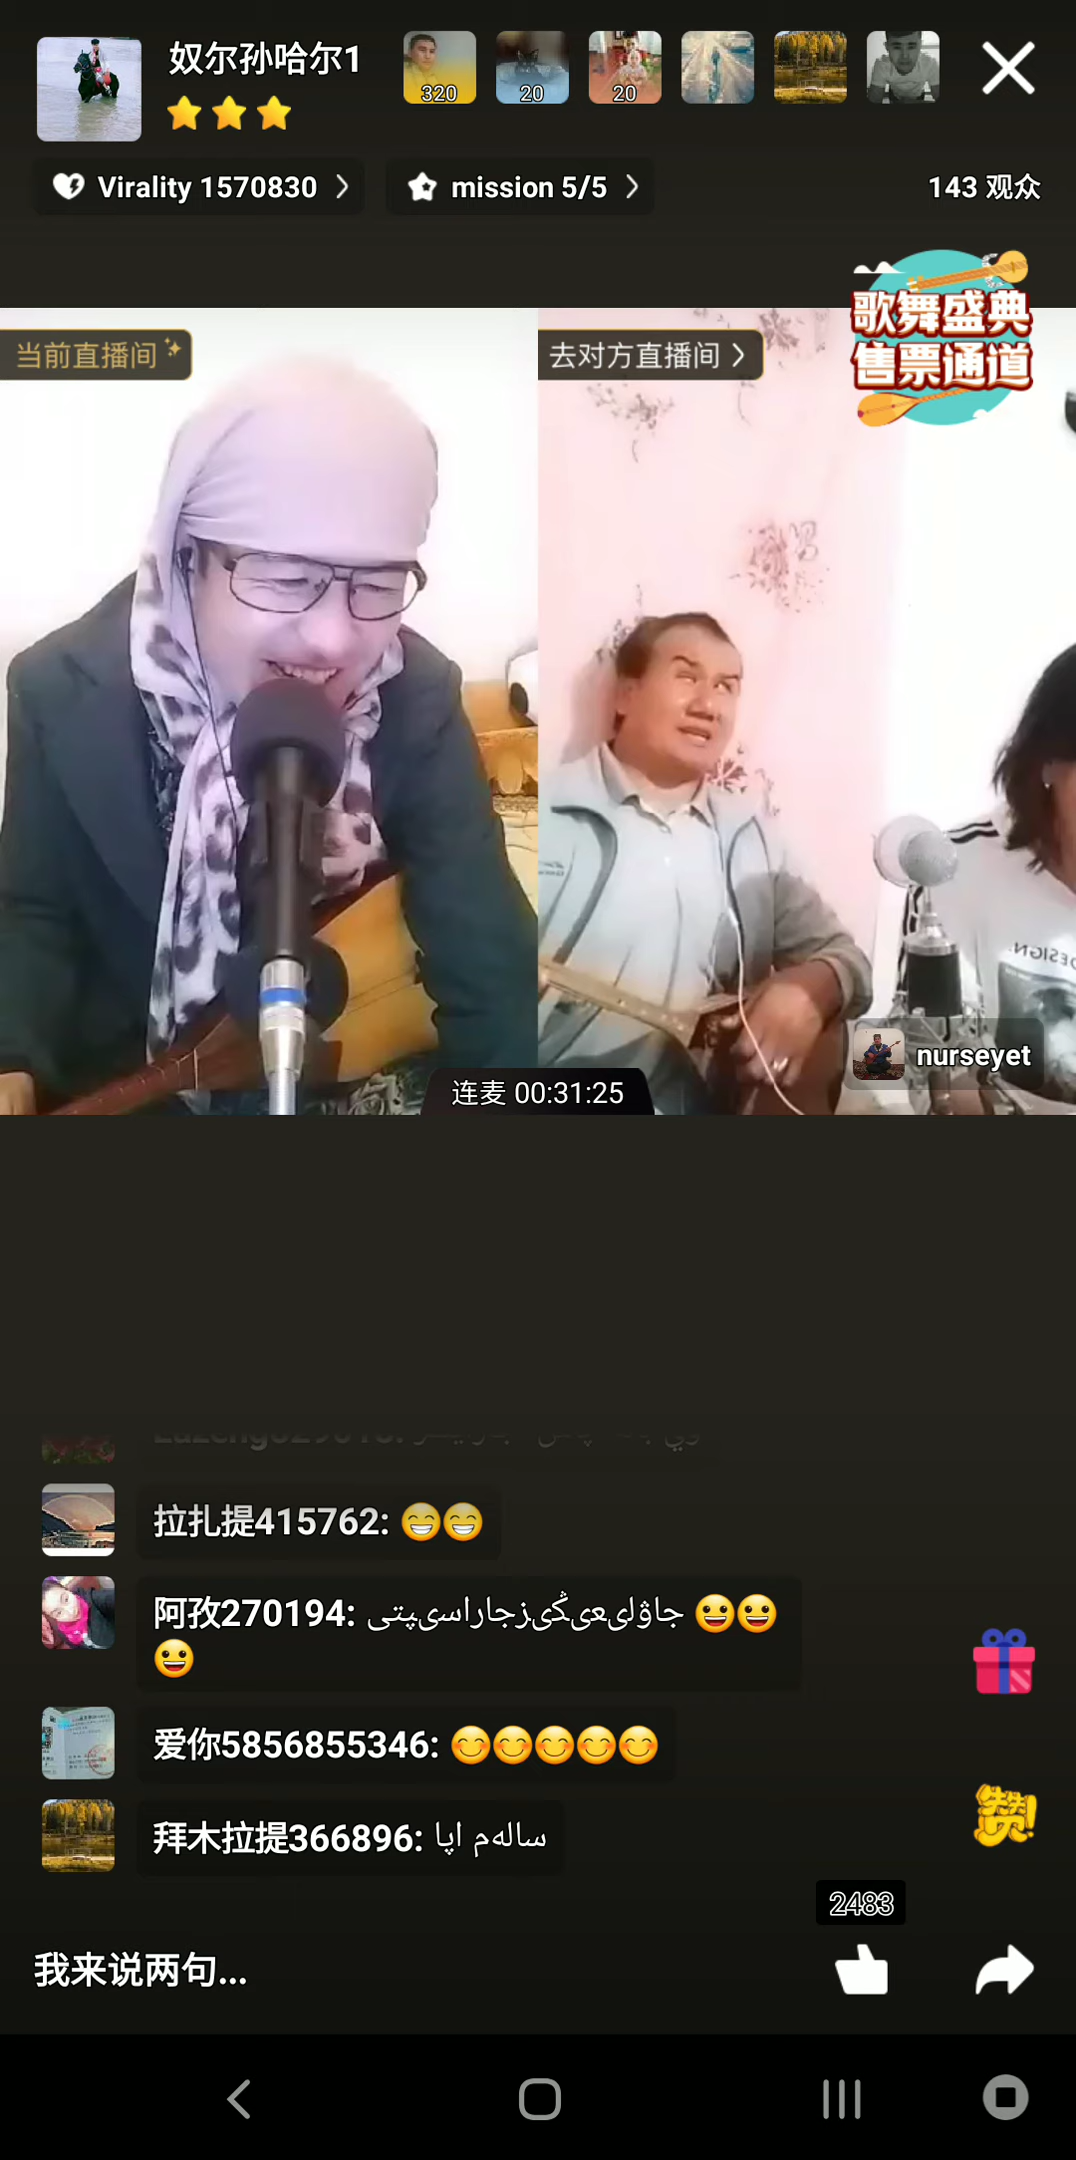 奴尔孙哈尔1
320
20
20
Virality 1570830
mission 5/5
143 观众
歌舞盛典
售票通道
当前直播间
去对方直播间
DESIGN
nurseyet
连麦 00:31:25
拉扎提415762: 😁😁
阿孜270194: جاۋلىعىڭىزجاراسىپتى 😀😀
😀
爱你5856855346: 😊😊😊😊😊
拜木拉提366896: سالەم اپا
赞!
2483
我来说两句...